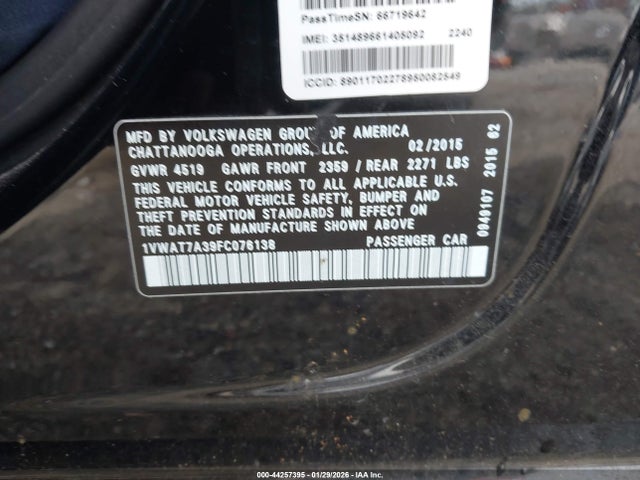 PassTimeSN: 66719642
IMEI: 351489661405092 2240
ICCID: 89011702278950082649
MFD BY VOLKSWAGEN GROUP OF AMERICA
CHATTANOOGA OPERATIONS, LLC. 02/2015
GVWR 4519 GAWR FRONT 2359 / REAR 2271 LBS
THIS VEHICLE CONFORMS TO ALL APPLICABLE U.S.
FEDERAL MOTOR VEHICLE SAFETY, BUMPER AND
THEFT PREVENTION STANDARDS IN EFFECT ON
THE DATE OF MANUFACTURE SHOWN ABOVE.
1VWAT7A39FC076138 PASSENGER CAR
0049107 2015 82
000-44257395 - 01/29/2026 - IAA Inc.